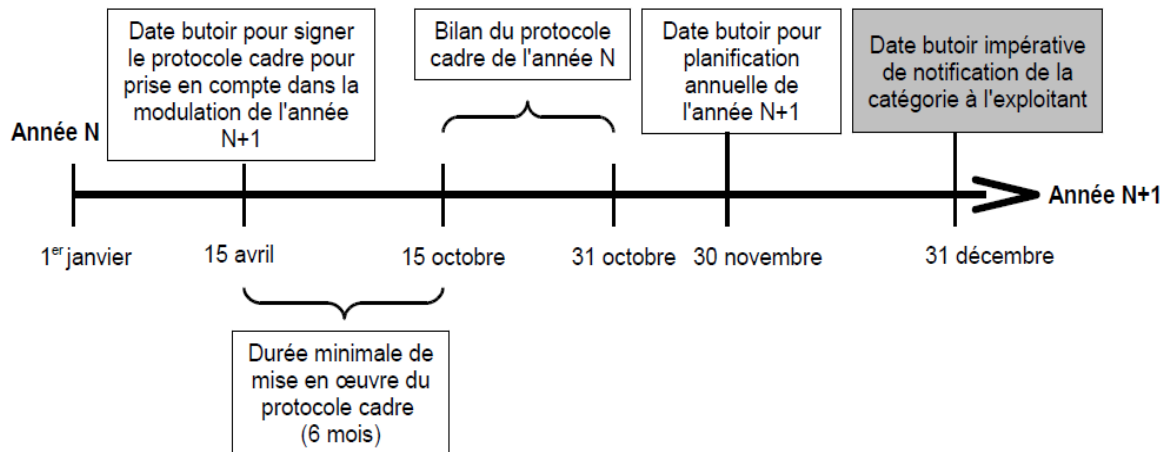 Date butoir pour signer
le protocole cadre pour
prise en compte dans la
modulation de l'année
N+1
Bilan du protocole
cadre de l'année N
Date butoir pour
planification
annuelle de
l'année N+1
Date butoir impérative
de notification de la
catégorie à l'exploitant
Année N
Année N+1
1er janvier
15 avril
15 octobre
31 octobre
30 novembre
31 décembre
Durée minimale de
mise en œuvre du
protocole cadre
(6 mois)